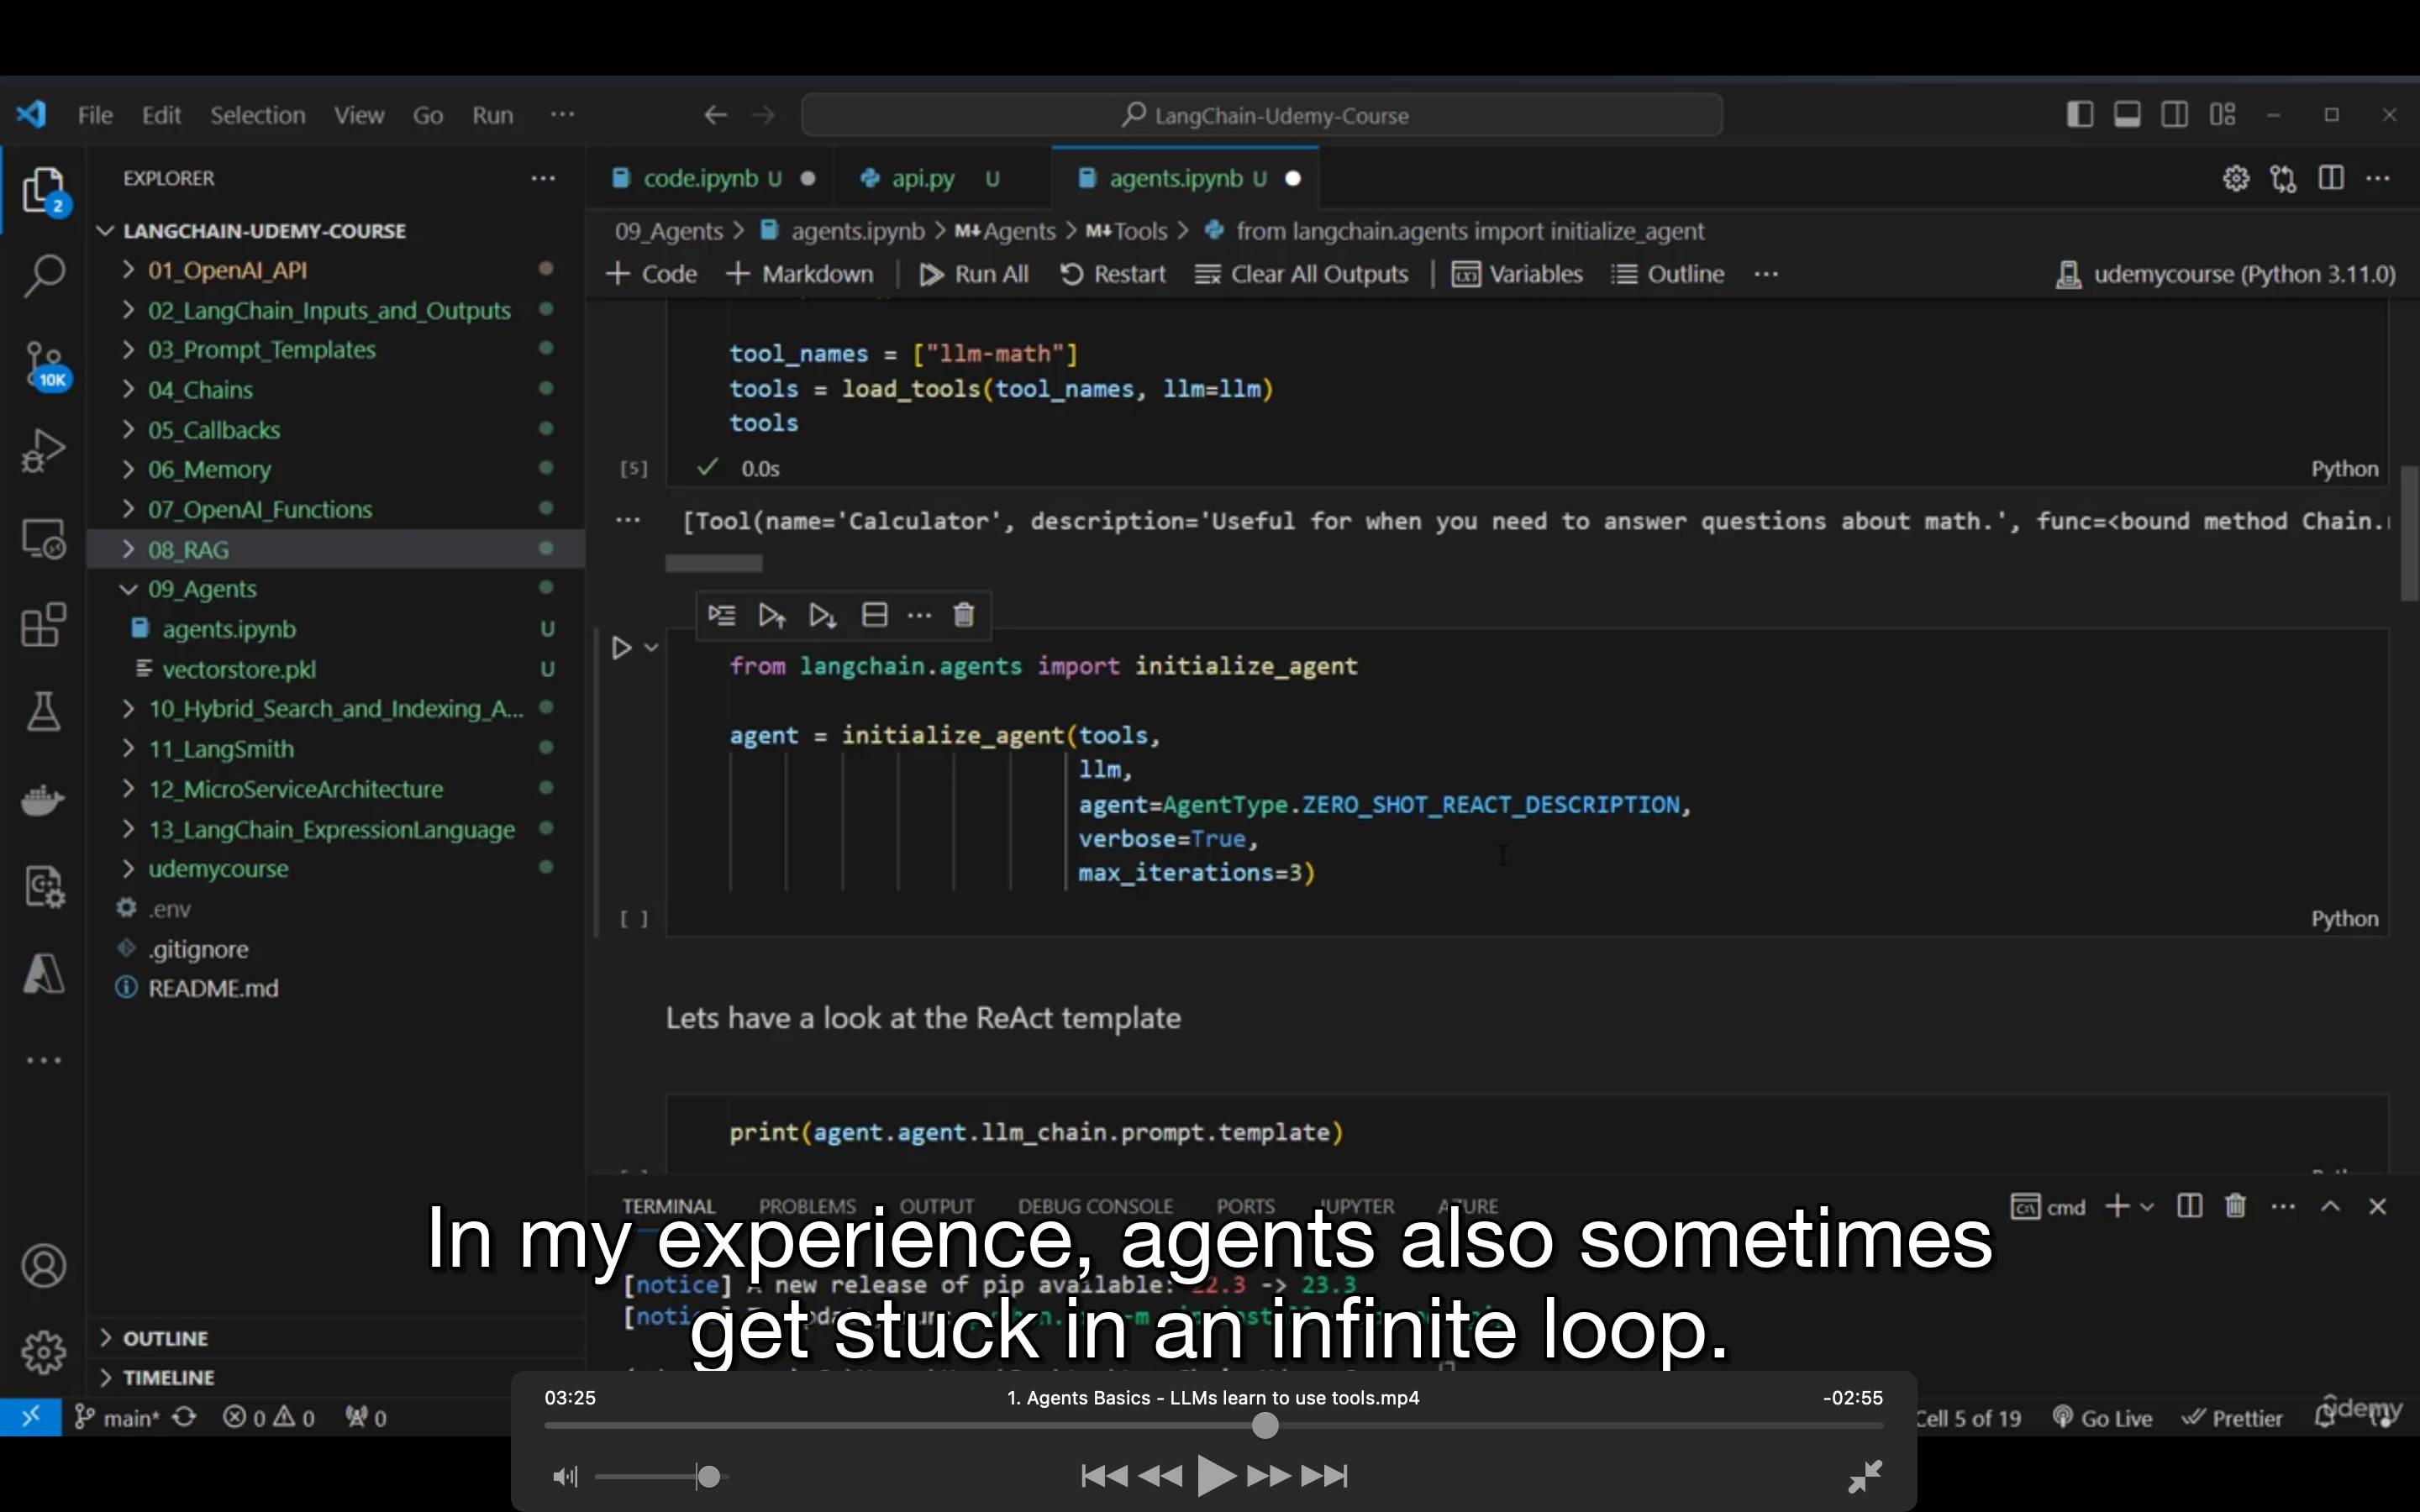 File Edit Selection View Go Run ···
LangChain-Udemy-Course
EXPLORER
code.ipynb U
api.py U
agents.ipynb U
2
10K
LANGCHAIN-UDEMY-COURSE
01_OpenAI_API
02_LangChain_Inputs_and_Outputs
03_Prompt_Templates
04_Chains
05_Callbacks
06_Memory
07_OpenAI_Functions
08_RAG
09_Agents
agents.ipynb U
vectorstore.pkl U
10_Hybrid_Search_and_Indexing_A...
11_LangSmith
12_MicroServiceArchitecture
13_LangChain_ExpressionLanguage
udemycourse
.env
.gitignore
README.md
OUTLINE
TIMELINE
09_Agents > agents.ipynb > M↓Agents > M↓Tools > from langchain.agents import initialize_agent
+ Code + Markdown | Run All Restart Clear All Outputs | Variables Outline ···
udemycourse (Python 3.11.0)
tool_names = ["llm-math"]
tools = load_tools(tool_names, llm=llm)
tools
[5] ✓ 0.0s Python
[Tool(name='Calculator', description='Useful for when you need to answer questions about math.', func=<bound method Chain.
from langchain.agents import initialize_agent
agent = initialize_agent(tools,
llm,
agent=AgentType.ZERO_SHOT_REACT_DESCRIPTION,
verbose=True,
max_iterations=3)
[ ] Python
Lets have a look at the ReAct template
print(agent.agent.llm_chain.prompt.template)
TERMINAL PROBLEMS OUTPUT DEBUG CONSOLE PORTS JUPYTER AZURE
cmd
In my experience, agents also sometimes
[notice] A new release of pip available: 22.3 -> 23.3
get stuck in an infinite loop.
03:25 1. Agents Basics - LLMs learn to use tools.mp4 -02:55
main* 0 0 0
Cell 5 of 19 Go Live Prettier
udemy